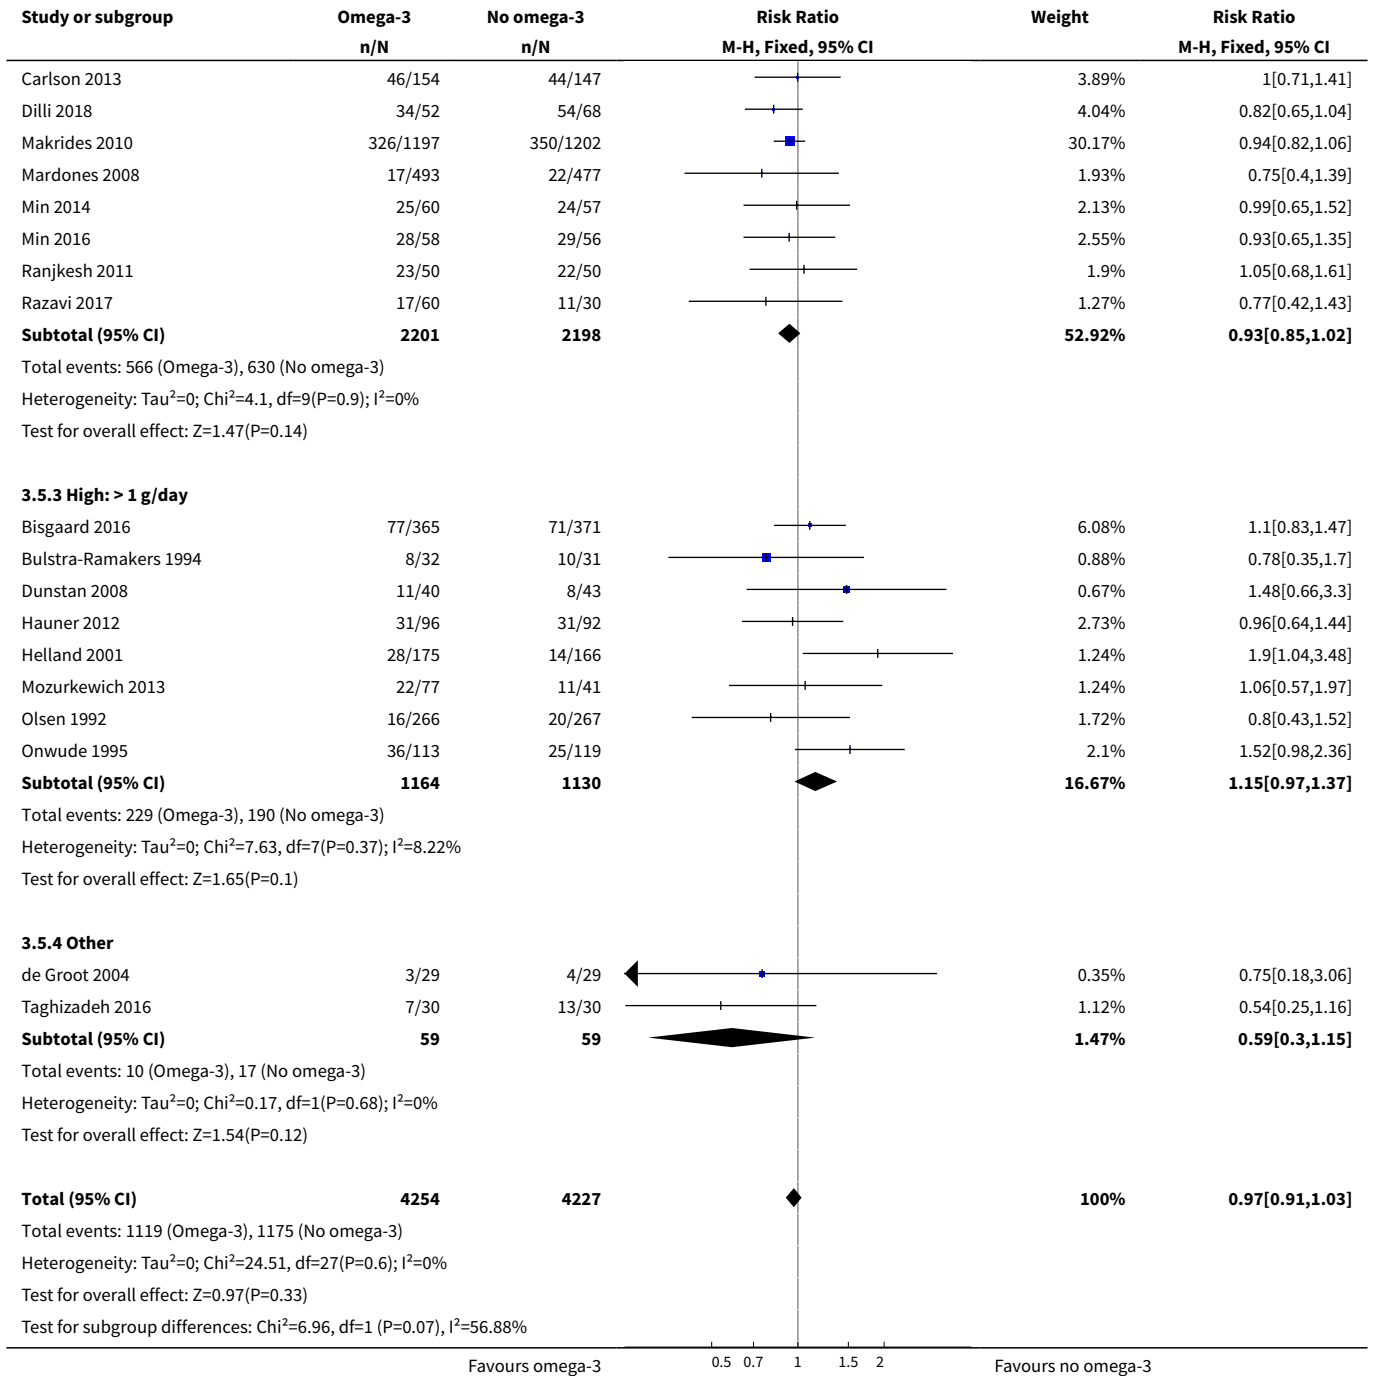 Study or subgroup Omega-3 No omega-3 Risk Ratio Weight Risk Ratio
n/N n/N M-H, Fixed, 95% CI M-H, Fixed, 95% CI
Carlson 2013 46/154 44/147 3.89% 1[0.71,1.41]
Dilli 2018 34/52 54/68 4.04% 0.82[0.65,1.04]
Makrides 2010 326/1197 350/1202 30.17% 0.94[0.82,1.06]
Mardones 2008 17/493 22/477 1.93% 0.75[0.4,1.39]
Min 2014 25/60 24/57 2.13% 0.99[0.65,1.52]
Min 2016 28/58 29/56 2.55% 0.93[0.65,1.35]
Ranjkesh 2011 23/50 22/50 1.9% 1.05[0.68,1.61]
Razavi 2017 17/60 11/30 1.27% 0.77[0.42,1.43]
Subtotal (95% CI) 2201 2198 52.92% 0.93[0.85,1.02]
Total events: 566 (Omega-3), 630 (No omega-3)
Heterogeneity: Tau²=0; Chi²=4.1, df=9(P=0.9); I²=0%
Test for overall effect: Z=1.47(P=0.14)
3.5.3 High: > 1 g/day
Bisgaard 2016 77/365 71/371 6.08% 1.1[0.83,1.47]
Bulstra-Ramakers 1994 8/32 10/31 0.88% 0.78[0.35,1.7]
Dunstan 2008 11/40 8/43 0.67% 1.48[0.66,3.3]
Hauner 2012 31/96 31/92 2.73% 0.96[0.64,1.44]
Helland 2001 28/175 14/166 1.24% 1.9[1.04,3.48]
Mozurkewich 2013 22/77 11/41 1.24% 1.06[0.57,1.97]
Olsen 1992 16/266 20/267 1.72% 0.8[0.43,1.52]
Onwude 1995 36/113 25/119 2.1% 1.52[0.98,2.36]
Subtotal (95% CI) 1164 1130 16.67% 1.15[0.97,1.37]
Total events: 229 (Omega-3), 190 (No omega-3)
Heterogeneity: Tau²=0; Chi²=7.63, df=7(P=0.37); I²=8.22%
Test for overall effect: Z=1.65(P=0.1)
3.5.4 Other
de Groot 2004 3/29 4/29 0.35% 0.75[0.18,3.06]
Taghizadeh 2016 7/30 13/30 1.12% 0.54[0.25,1.16]
Subtotal (95% CI) 59 59 1.47% 0.59[0.3,1.15]
Total events: 10 (Omega-3), 17 (No omega-3)
Heterogeneity: Tau²=0; Chi²=0.17, df=1(P=0.68); I²=0%
Test for overall effect: Z=1.54(P=0.12)
Total (95% CI) 4254 4227 100% 0.97[0.91,1.03]
Total events: 1119 (Omega-3), 1175 (No omega-3)
Heterogeneity: Tau²=0; Chi²=24.51, df=27(P=0.6); I²=0%
Test for overall effect: Z=0.97(P=0.33)
Test for subgroup differences: Chi²=6.96, df=1 (P=0.07), I²=56.88%
Favours omega-3 0.5 0.7 1 1.5 2 Favours no omega-3